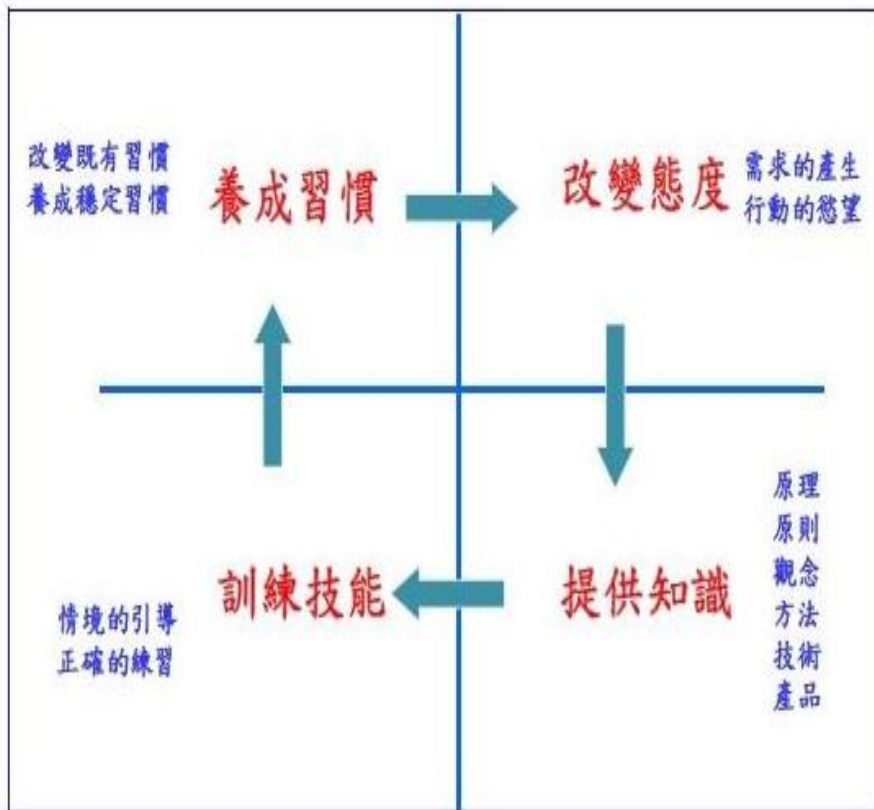 改變既有習慣
養成穩定習慣
養成習慣
改變態度
需求的產生
行動的慾望
情境的引導
正確的練習
訓練技能
提供知識
原理
原則
觀念
方法
技術
產品